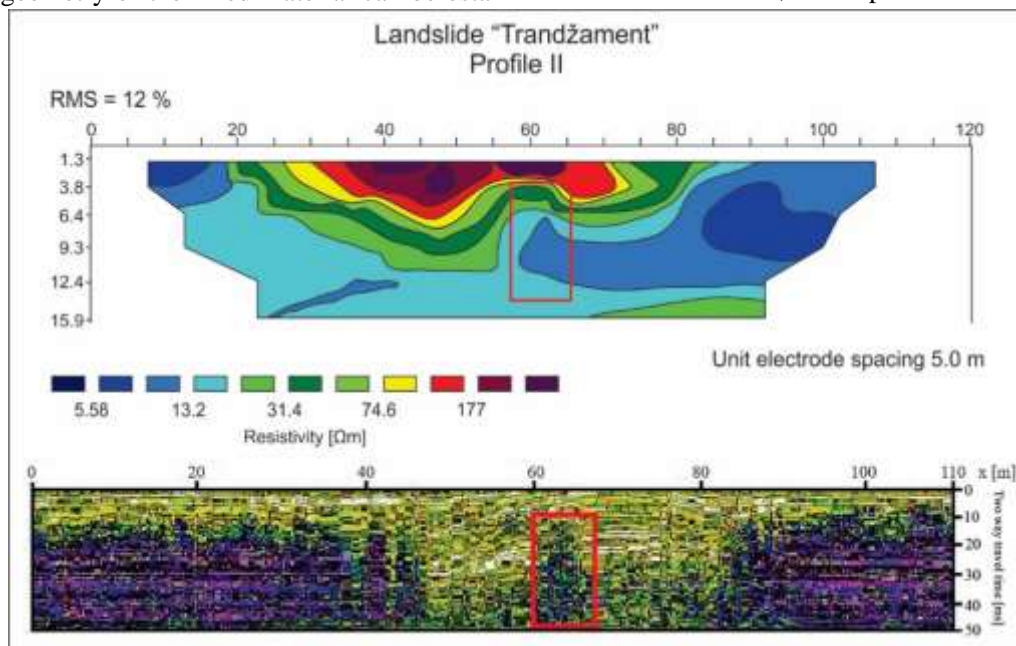 Landslide “Trandžament”
Profile II
RMS = 12 %
0 20 40 60 80 100 120
1.3
3.8
6.4
9.3
12.4
15.9
Unit electrode spacing 5.0 m
5.58 13.2 31.4 74.6 177
Resistivity [Ωm]
0 20 40 60 80 100 110 x [m]
0
10
20
30
40
50
Two way travel time [ns]